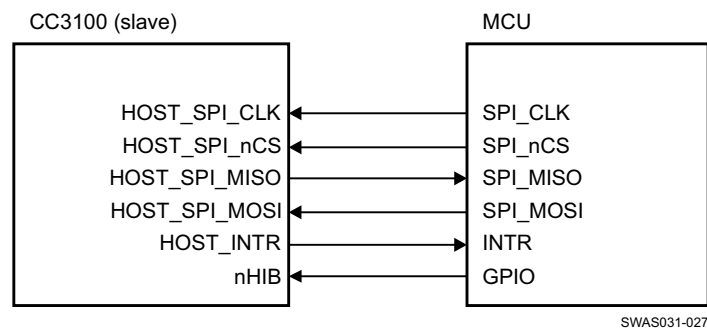 CC3100 (slave) MCU
HOST_SPI_CLK SPI_CLK
HOST_SPI_nCS SPI_nCS
HOST_SPI_MISO SPI_MISO
HOST_SPI_MOSI SPI_MOSI
HOST_INTR INTR
nHIB GPIO
SWAS031-027